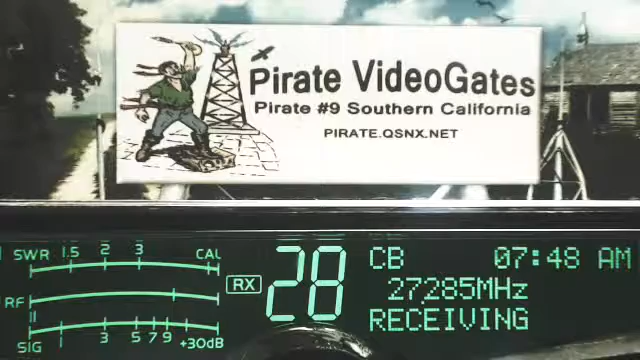 Pirate VideoGates
Pirate #9 Southern California
PIRATE.QSNX.NET
SWR 1.5 2 3 CAL
RF
SIG 1 3 5 7 9 +30dB
RX
28
CB 07:48 AM
27285MHz
RECEIVING